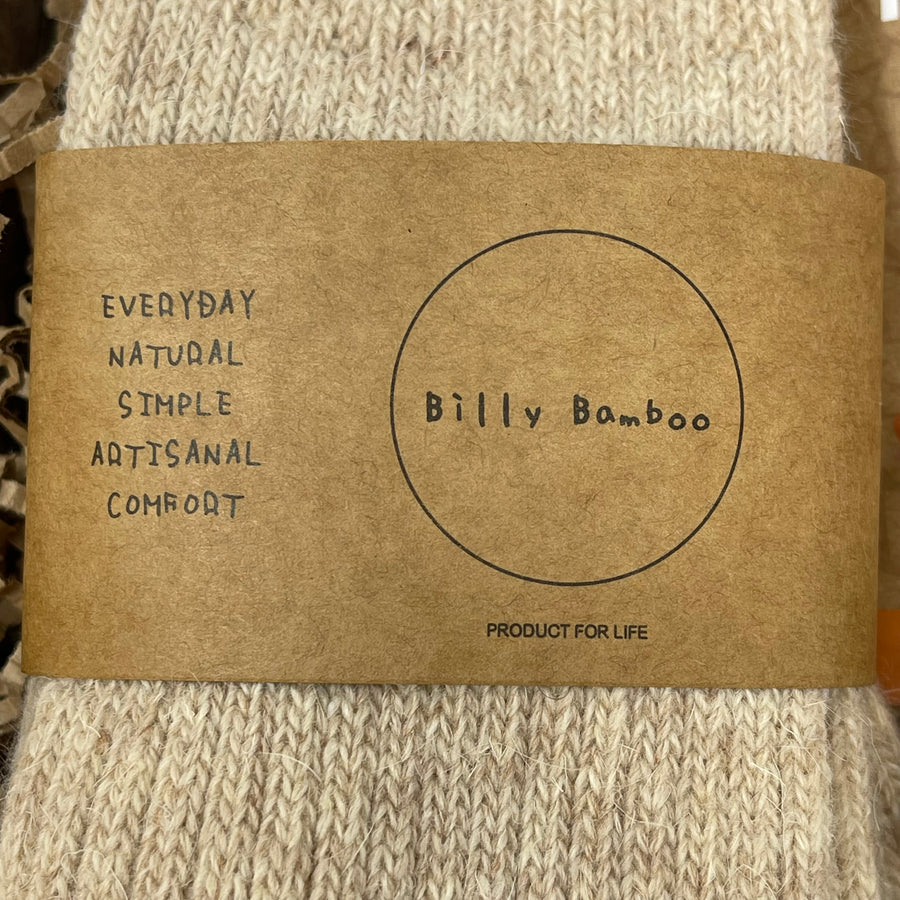 EVERYDAY
NATURAL
SIMPLE
ARTISANAL
COMFORT
Billy Bamboo
PRODUCT FOR LIFE